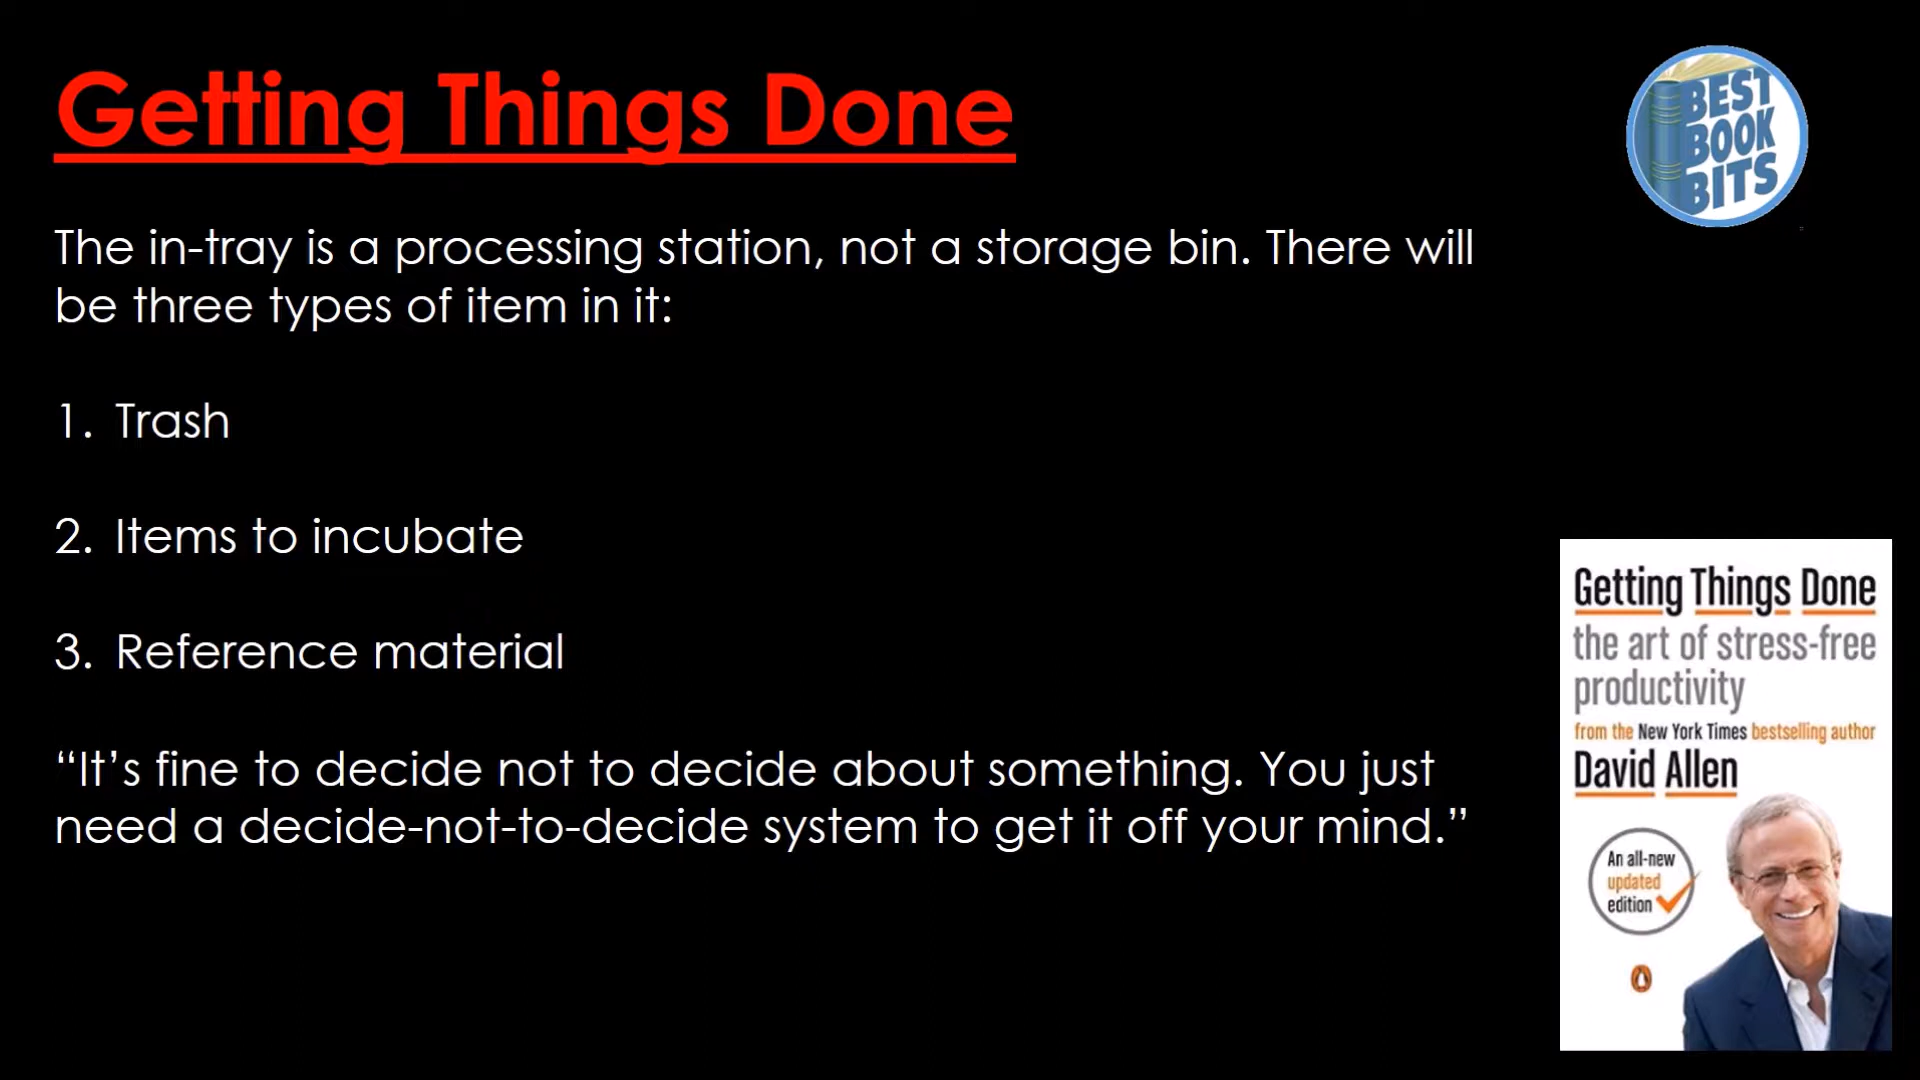 Getting Things Done
BEST
BOOK
BITS
The in-tray is a processing station, not a storage bin. There will
be three types of item in it:
1. Trash
2. Items to incubate
3. Reference material
“It’s fine to decide not to decide about something. You just
need a decide-not-to-decide system to get it off your mind.”
Getting Things Done
the art of stress-free
productivity
from the New York Times bestselling author
David Allen
An all-new
updated
edition